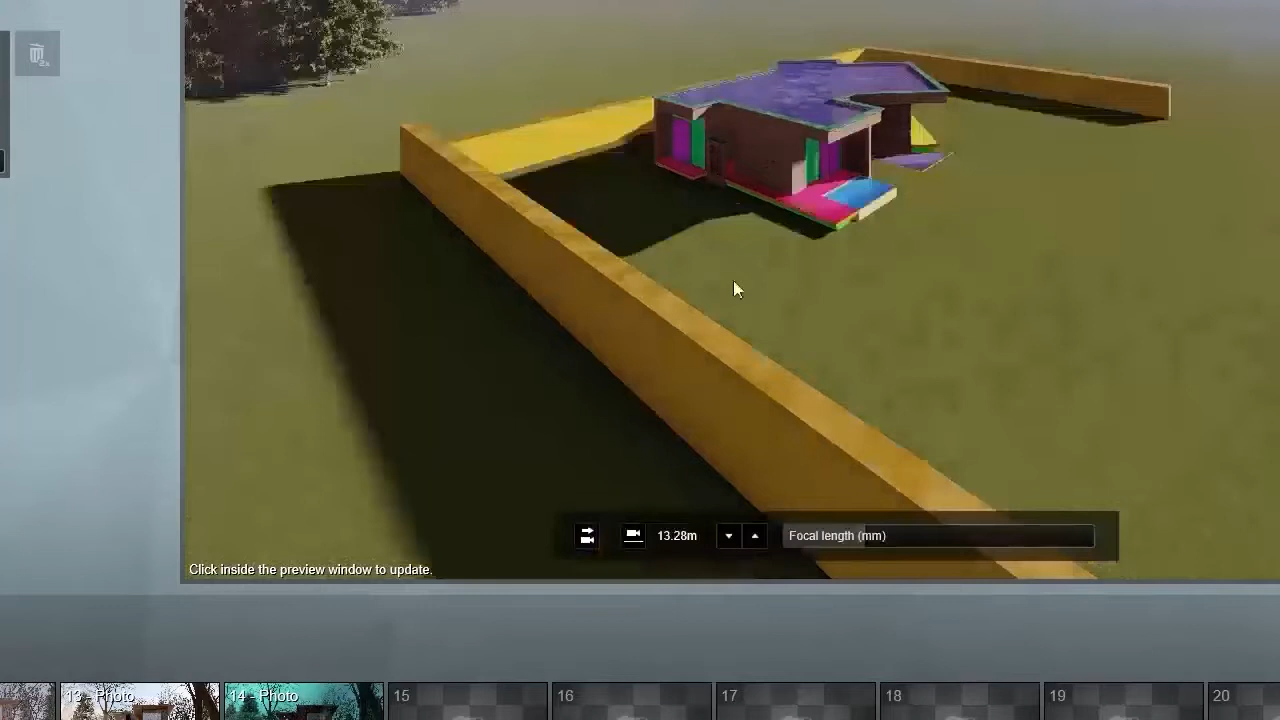 13.28m
Focal length (mm)
Click inside the preview window to update.
13 - Photo
14 - Photo
15
16
17
18
19
20